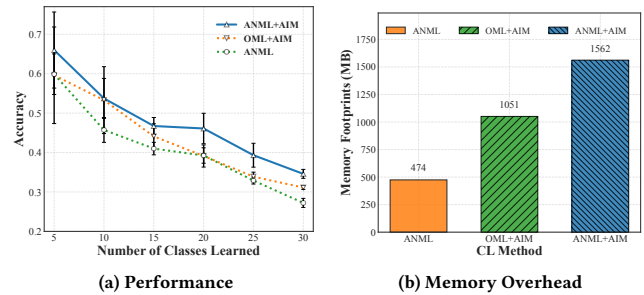 ANML+AIM
OML+AIM
ANML
0.7
0.6
0.5
0.4
0.3
0.2
Accuracy
5
10
15
20
25
30
Number of Classes Learned
(a) Performance
ANML
OML+AIM
ANML+AIM
1750
1500
1250
1000
750
500
250
0
Memory Footprints (MB)
474
1051
1562
ANML
OML+AIM
ANML+AIM
CL Method
(b) Memory Overhead